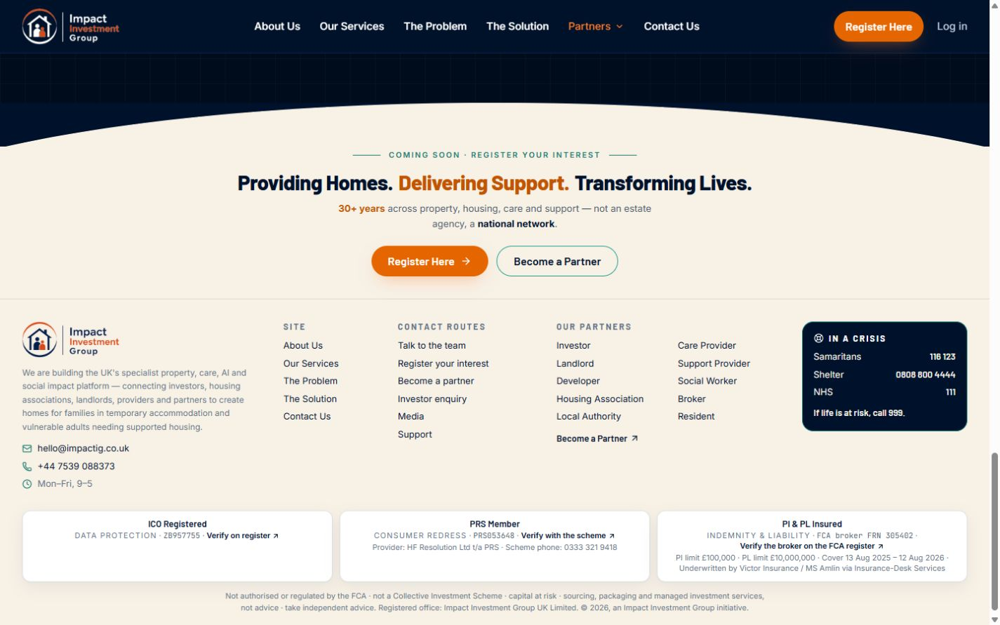 Impact
Investment
Group
About Us
Our Services
The Problem
The Solution
Partners
Contact Us
Register Here
Log in
COMING SOON · REGISTER YOUR INTEREST
Providing Homes. Delivering Support. Transforming Lives.
30+ years across property, housing, care and support — not an estate
agency, a national network.
Register Here →
Become a Partner
Impact
Investment
Group
We are building the UK's specialist property, care, AI and
social impact platform — connecting investors, housing
associations, landlords, providers and partners to create
homes for families in temporary accommodation and
vulnerable adults needing supported housing.
hello@impactig.co.uk
+44 7539 088373
Mon–Fri, 9–5
SITE
About Us
Our Services
The Problem
The Solution
Contact Us
CONTACT ROUTES
Talk to the team
Register your interest
Become a partner
Investor enquiry
Media
Support
OUR PARTNERS
Investor
Landlord
Developer
Housing Association
Local Authority
Become a Partner ↗
Care Provider
Support Provider
Social Worker
Broker
Resident
IN A CRISIS
Samaritans 116 123
Shelter 0808 800 4444
NHS 111
If life is at risk, call 999.
ICO Registered
DATA PROTECTION · ZB957755 · Verify on register ↗
PRS Member
CONSUMER REDRESS · PRS053648 · Verify with the scheme ↗
Provider: HF Resolution Ltd t/a PRS · Scheme phone: 0333 321 9418
PI & PL Insured
INDEMNITY & LIABILITY · FCA broker FRN 305402 ·
Verify the broker on the FCA register ↗
PI limit £100,000 · PL limit £10,000,000 · Cover 13 Aug 2025 – 12 Aug 2026 ·
Underwritten by Victor Insurance / MS Amlin via Insurance-Desk Services
Not authorised or regulated by the FCA · not a Collective Investment Scheme · capital at risk · sourcing, packaging and managed investment services,
not advice · take independent advice. Registered office: Impact Investment Group UK Limited. © 2026, an Impact Investment Group initiative.